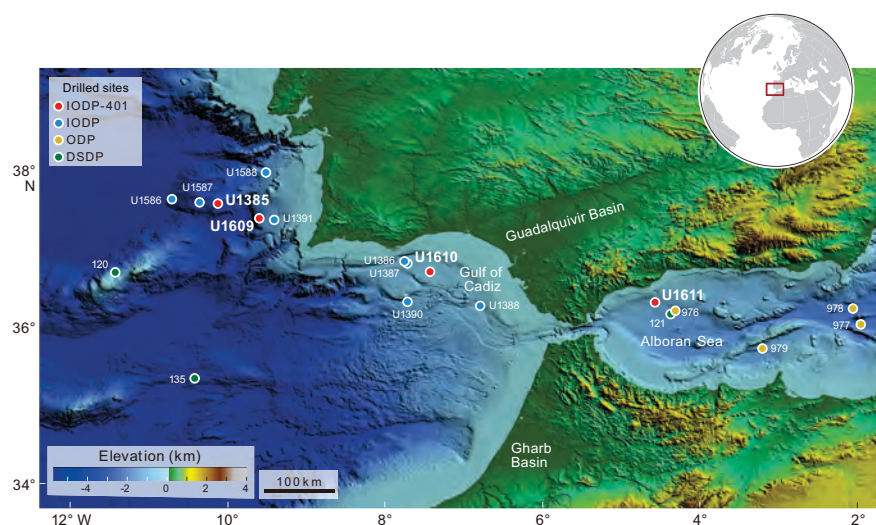 Drilled sites
IODP-401
IODP
ODP
DSDP
38°
N
36°
34°
U1588
U1587
U1586
U1385
U1609
U1391
120
U1386
U1387
U1610
Gulf of
Cadiz
U1390
U1388
Guadalquivir Basin
U1611
976
121
Alboran Sea
979
978
977
135
Gharb
Basin
Elevation (km)
-4 -2 0 2 4
100km
12° W 10° 8° 6° 4° 2°